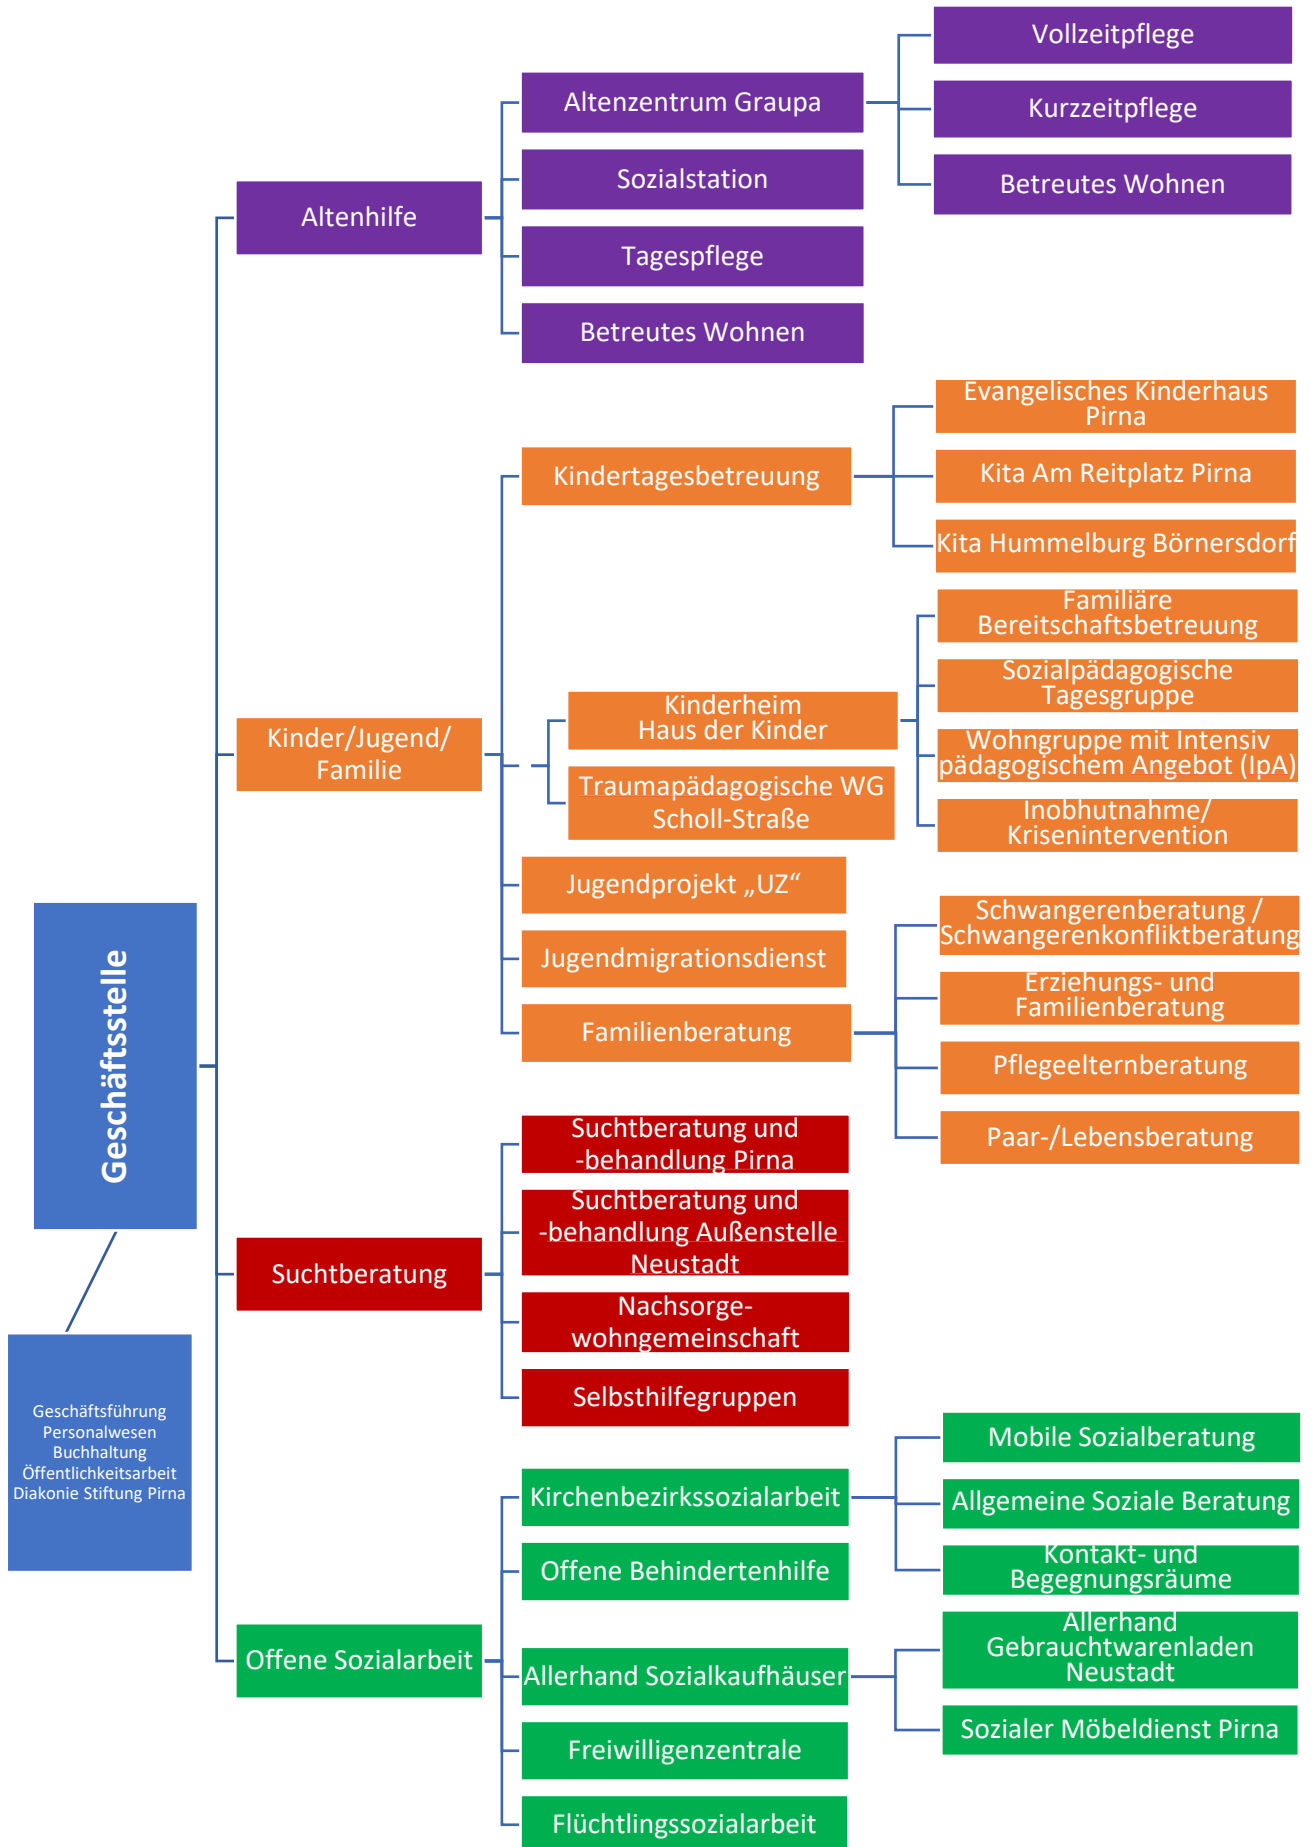 Geschäftsstelle
Geschäftsführung
Personalwesen
Buchhaltung
Öffentlichkeitsarbeit
Diakonie Stiftung Pirna
Altenhilfe
Altenzentrum Graupa
Vollzeitpflege
Kurzzeitpflege
Betreutes Wohnen
Sozialstation
Tagespflege
Betreutes Wohnen
Kinder/Jugend/
Familie
Kindertagesbetreuung
Evangelisches Kinderhaus
Pirna
Kita Am Reitplatz Pirna
Kita Hummelburg Börnersdorf
Kinderheim
Haus der Kinder
Familiäre
Bereitschaftsbetreuung
Sozialpädagogische
Tagesgruppe
Wohngruppe mit Intensiv
pädagogischem Angebot (IpA)
Inobhutnahme/
Krisenintervention
Traumapädagogische WG
Scholl-Straße
Jugendprojekt „UZ“
Jugendmigrationsdienst
Familienberatung
Schwangerenberatung /
Schwangerenkonfliktberatung
Erziehungs- und
Familienberatung
Pflegeelternberatung
Paar-/Lebensberatung
Suchtberatung
Suchtberatung und
-behandlung Pirna
Suchtberatung und
-behandlung Außenstelle
Neustadt
Nachsorge-
wohngemeinschaft
Selbsthilfegruppen
Offene Sozialarbeit
Kirchenbezirkssozialarbeit
Mobile Sozialberatung
Allgemeine Soziale Beratung
Kontakt- und
Begegnungsräume
Offene Behindertenhilfe
Allerhand Sozialkaufhäuser
Allerhand
Gebrauchtwarenladen
Neustadt
Sozialer Möbeldienst Pirna
Freiwilligenzentrale
Flüchtlingssozialarbeit